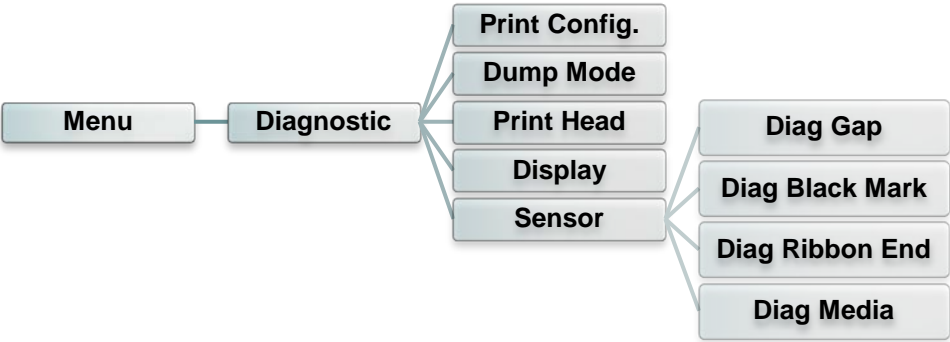 Menu
Diagnostic
Print Config.
Dump Mode
Print Head
Display
Sensor
Diag Gap
Diag Black Mark
Diag Ribbon End
Diag Media